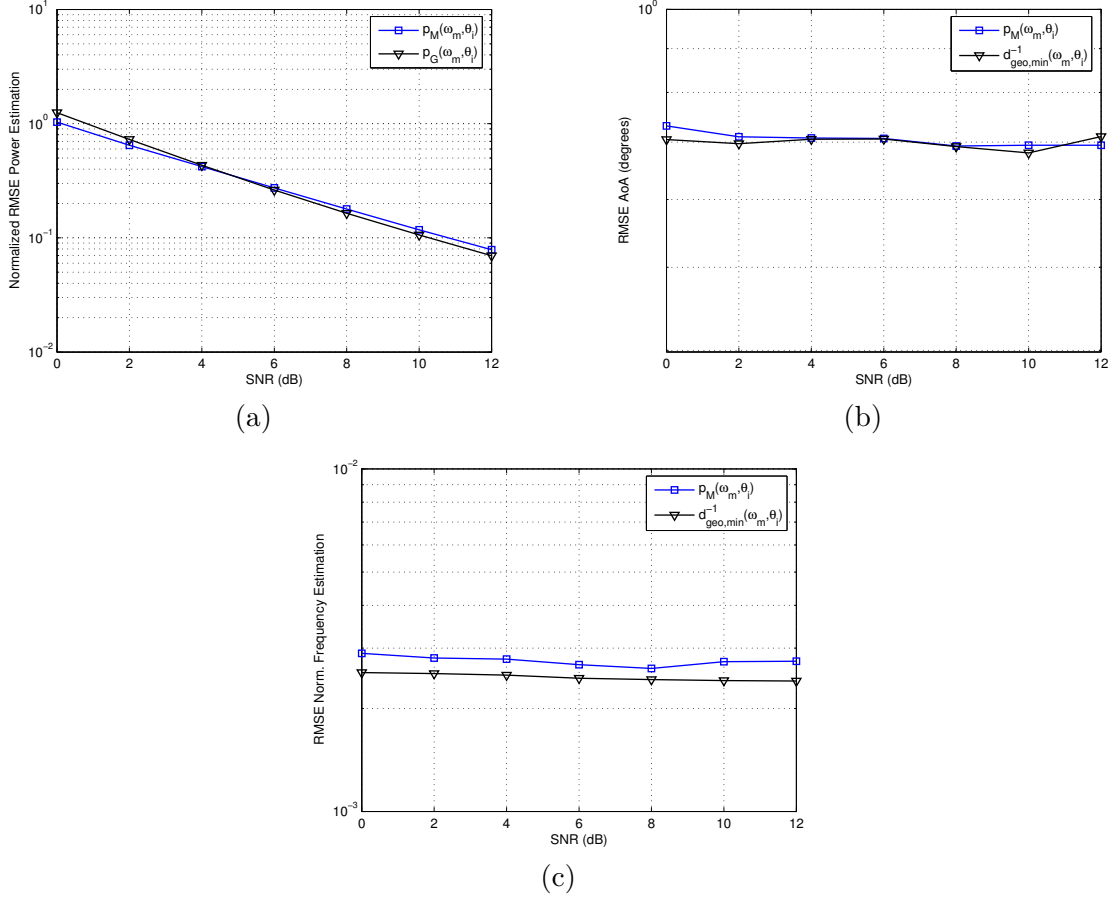 10^1
10^0
10^-1
10^-2
Normalized RMSE Power Estimation
p_M(ω_m,θ_i)
p_G(ω_m,θ_i)
0 2 4 6 8 10 12
SNR (dB)
(a)
10^0
RMSE AoA (degrees)
p_M(ω_m,θ_i)
d^-1_geo,min(ω_m,θ_i)
0 2 4 6 8 10 12
SNR (dB)
(b)
10^-2
10^-3
RMSE Norm. Frequency Estimation
p_M(ω_m,θ_i)
d^-1_geo,min(ω_m,θ_i)
0 2 4 6 8 10 12
SNR (dB)
(c)